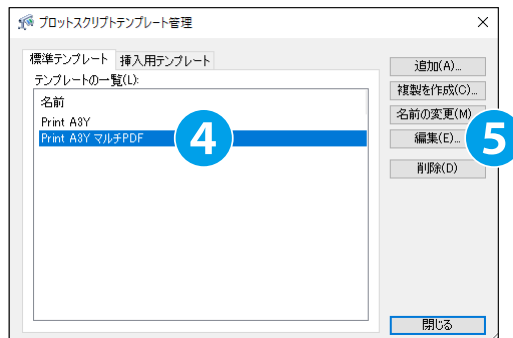 プロットスクリプトテンプレート管理
標準テンプレート 挿入用テンプレート
テンプレートの一覧(L):
名前
Print A3Y
Print A3Y マルチPDF
4
追加(A)...
複製を作成(C)...
名前の変更(M)
編集(E)...
5
削除(D)
閉じる